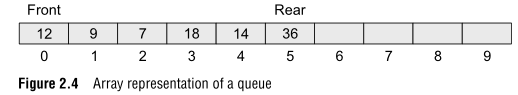 Front Rear
12 9 7 18 14 36
0 1 2 3 4 5 6 7 8 9
Figure 2.4 Array representation of a queue